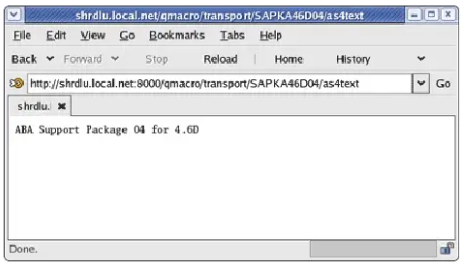 shrdlu.local.net/qmacro/transport/SAPKA46D04/as4text
File Edit View Go Bookmarks Tabs Help
Back Forward Stop Reload Home History
http://shrdlu.local.net:8000/qmacro/transport/SAPKA46D04/as4text Go
shrdlu.
ABA Support Package 04 for 4.6D
Done.